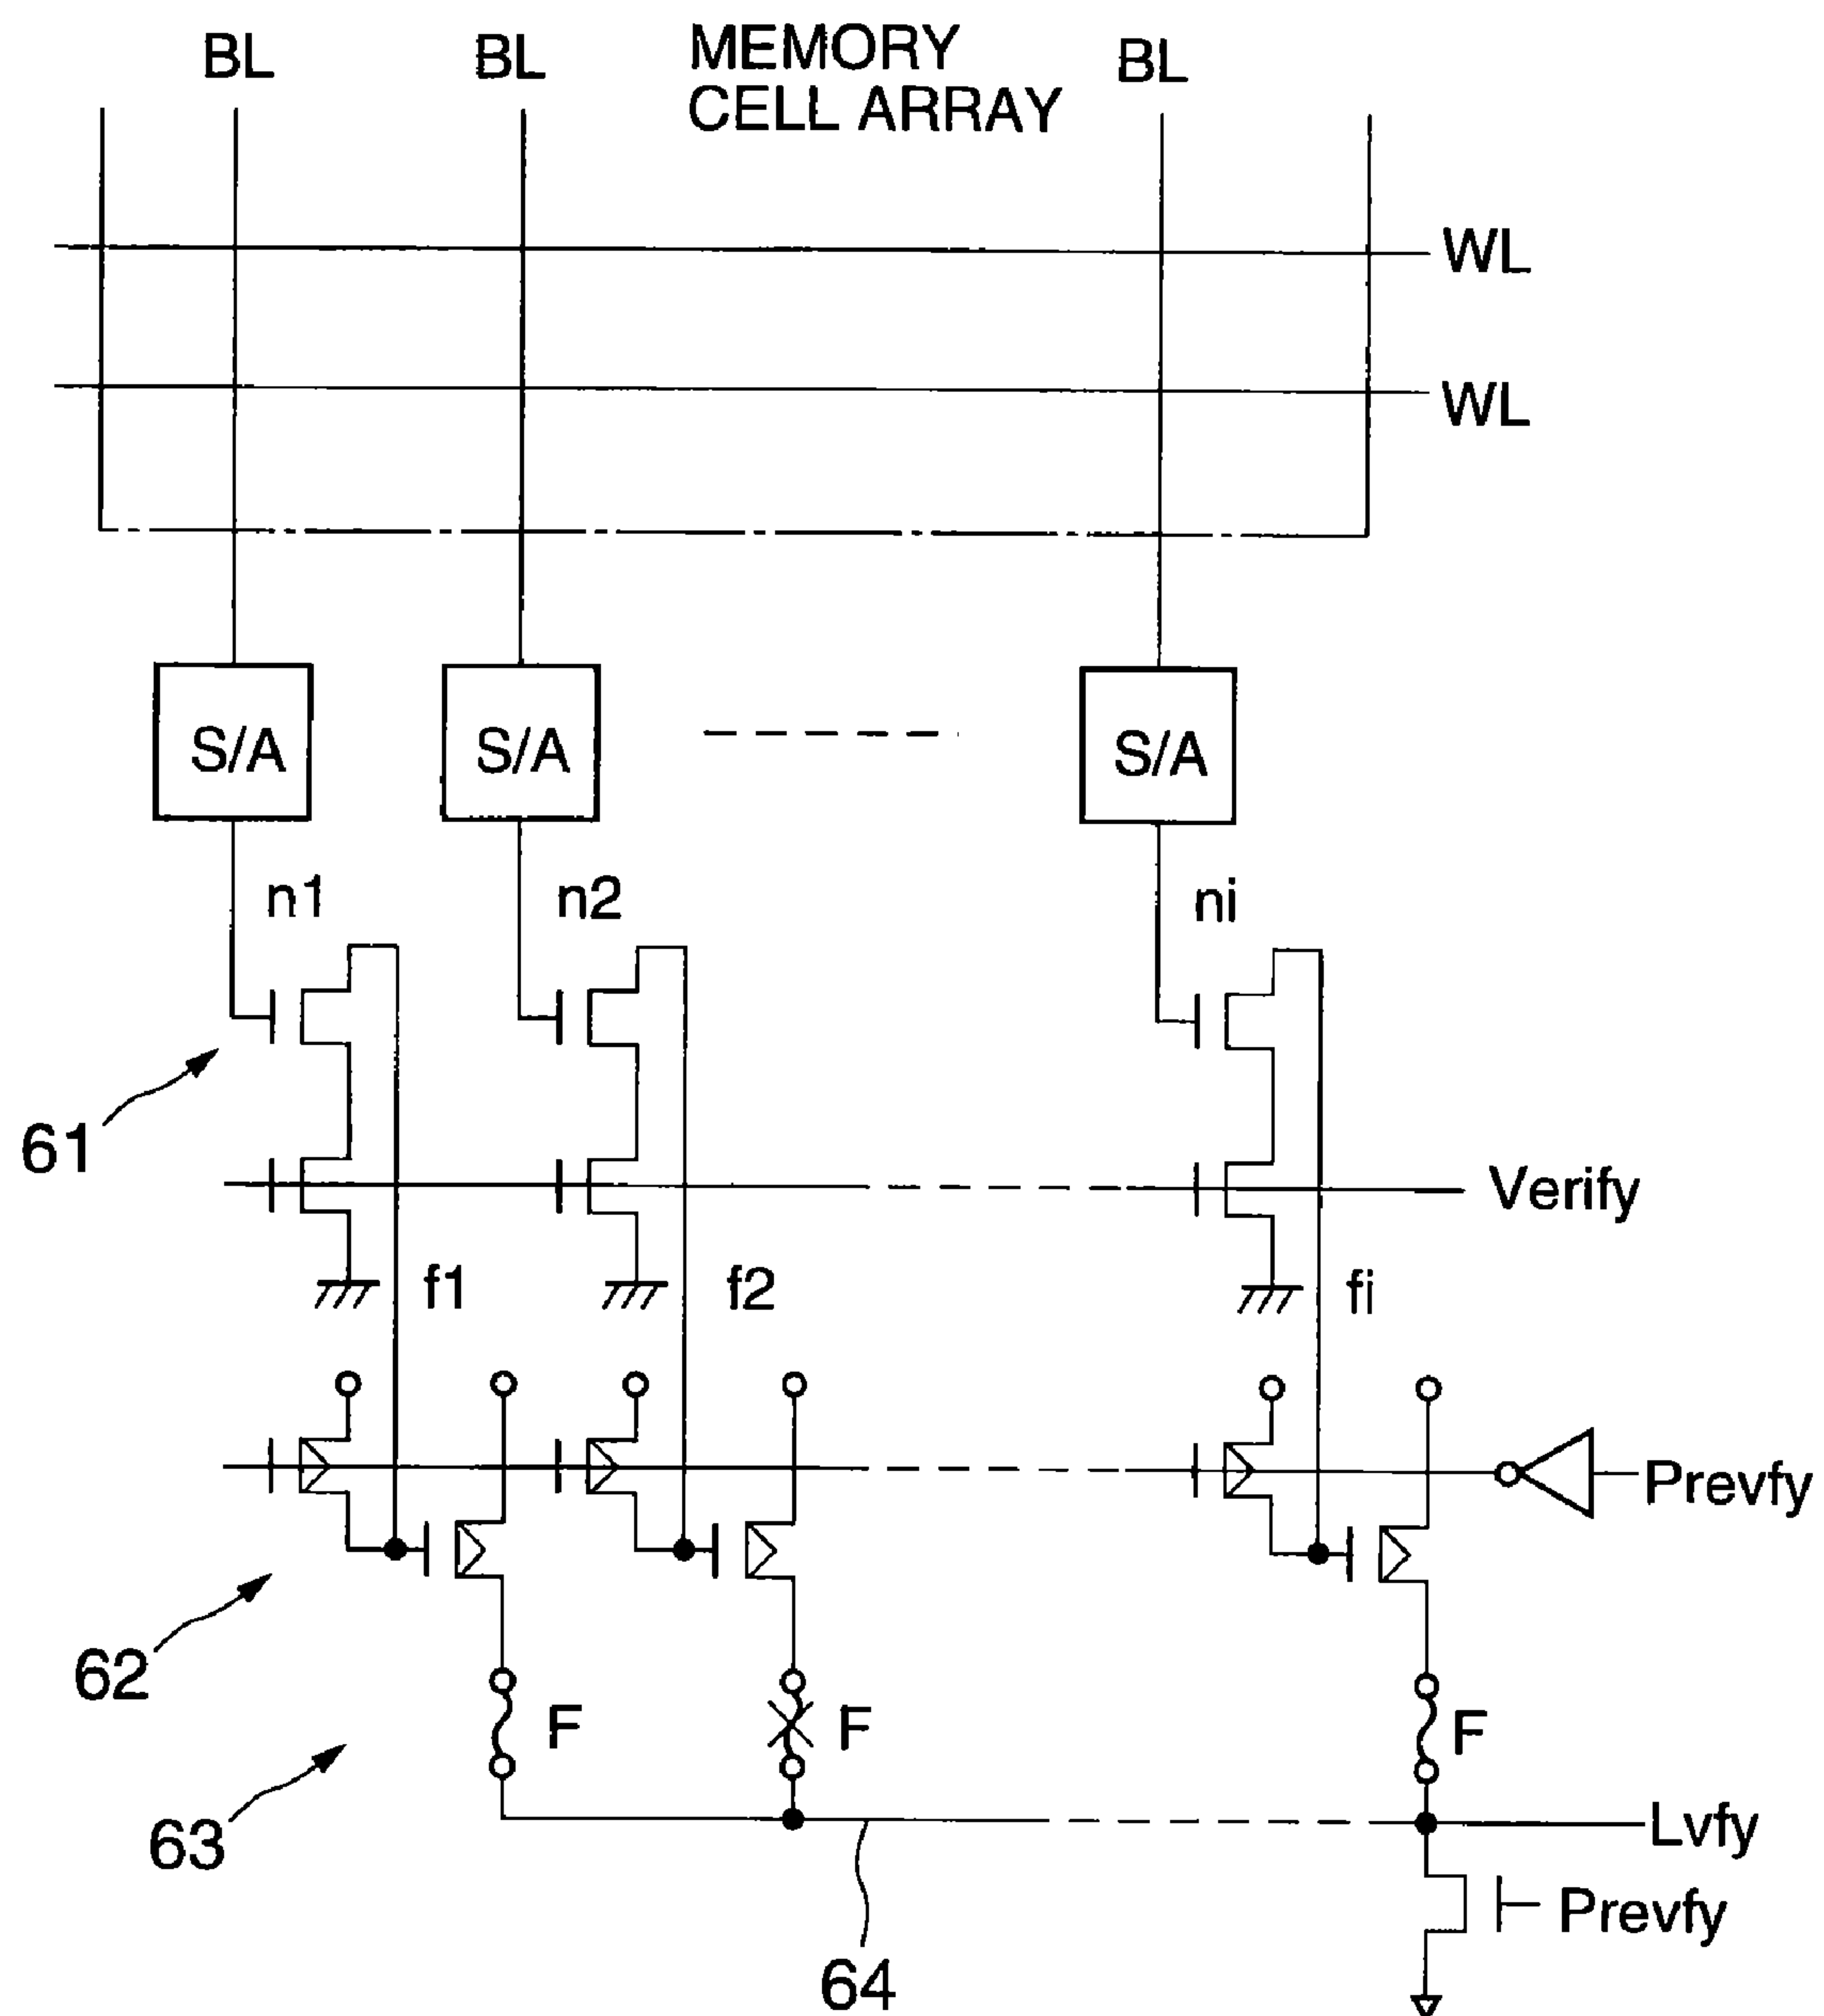 BL
BL
MEMORY
CELL ARRAY
BL
WL
WL
S/A
S/A
S/A
n1
n2
ni
61
Verify
f1
f2
fi
Prevfy
62
F
F
F
63
Lvfy
Prevfy
64